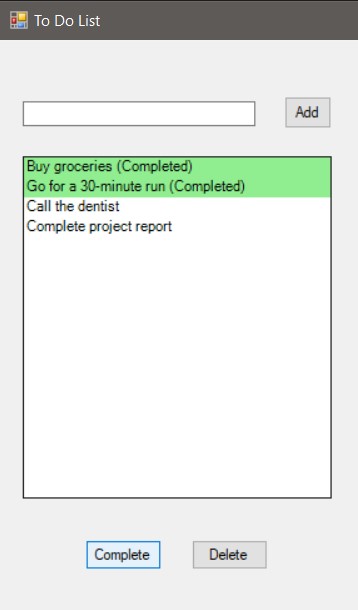 To Do List
Add
Buy groceries (Completed)
Go for a 30-minute run (Completed)
Call the dentist
Complete project report
Complete
Delete